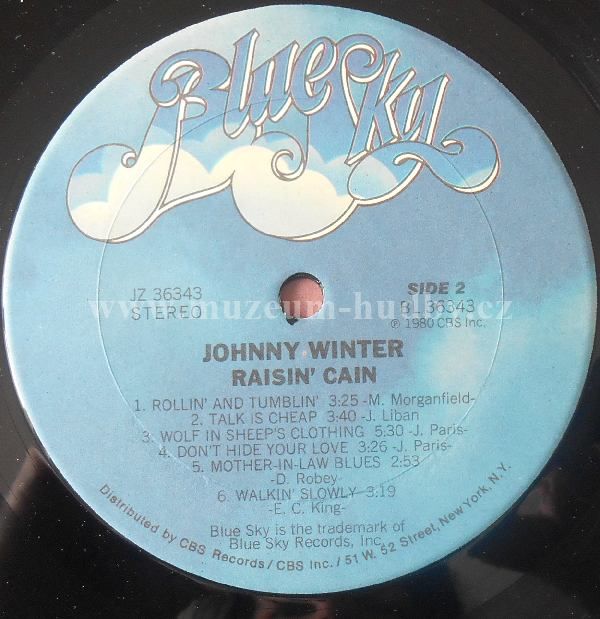 Blue Sky
JZ 36343
STEREO
SIDE 2
BL 36343
℗ 1980 CBS Inc.
www.muzeum-hudby.cz
JOHNNY WINTER
RAISIN' CAIN
1. ROLLIN' AND TUMBLIN' 3:25 -M. Morganfield-
2. TALK IS CHEAP 3:40 -J. Liban
3. WOLF IN SHEEP'S CLOTHING 5:30 -J. Paris-
4. DON'T HIDE YOUR LOVE 3:26 -J. Paris-
5. MOTHER-IN-LAW BLUES 2:53
-D. Robey-
6. WALKIN' SLOWLY 3:19
-E. C. King-
Blue Sky is the trademark of
Blue Sky Records, Inc.
Distributed by CBS Records / CBS Inc. / 51 W. 52 Street, New York, N.Y.